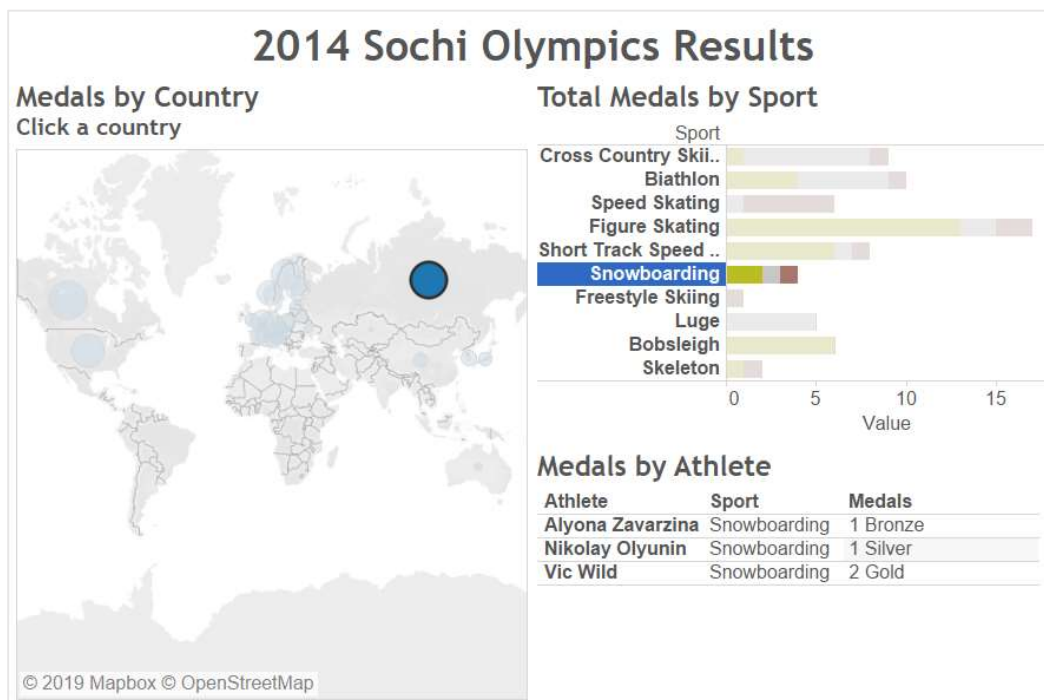 2014 Sochi Olympics Results
Medals by Country
Click a country
© 2019 Mapbox © OpenStreetMap
Total Medals by Sport
Sport
Cross Country Skii..
Biathlon
Speed Skating
Figure Skating
Short Track Speed ..
Snowboarding
Freestyle Skiing
Luge
Bobsleigh
Skeleton
0 5 10 15
Value
Medals by Athlete
Athlete Sport Medals
Alyona Zavarzina Snowboarding 1 Bronze
Nikolay Olyunin Snowboarding 1 Silver
Vic Wild Snowboarding 2 Gold